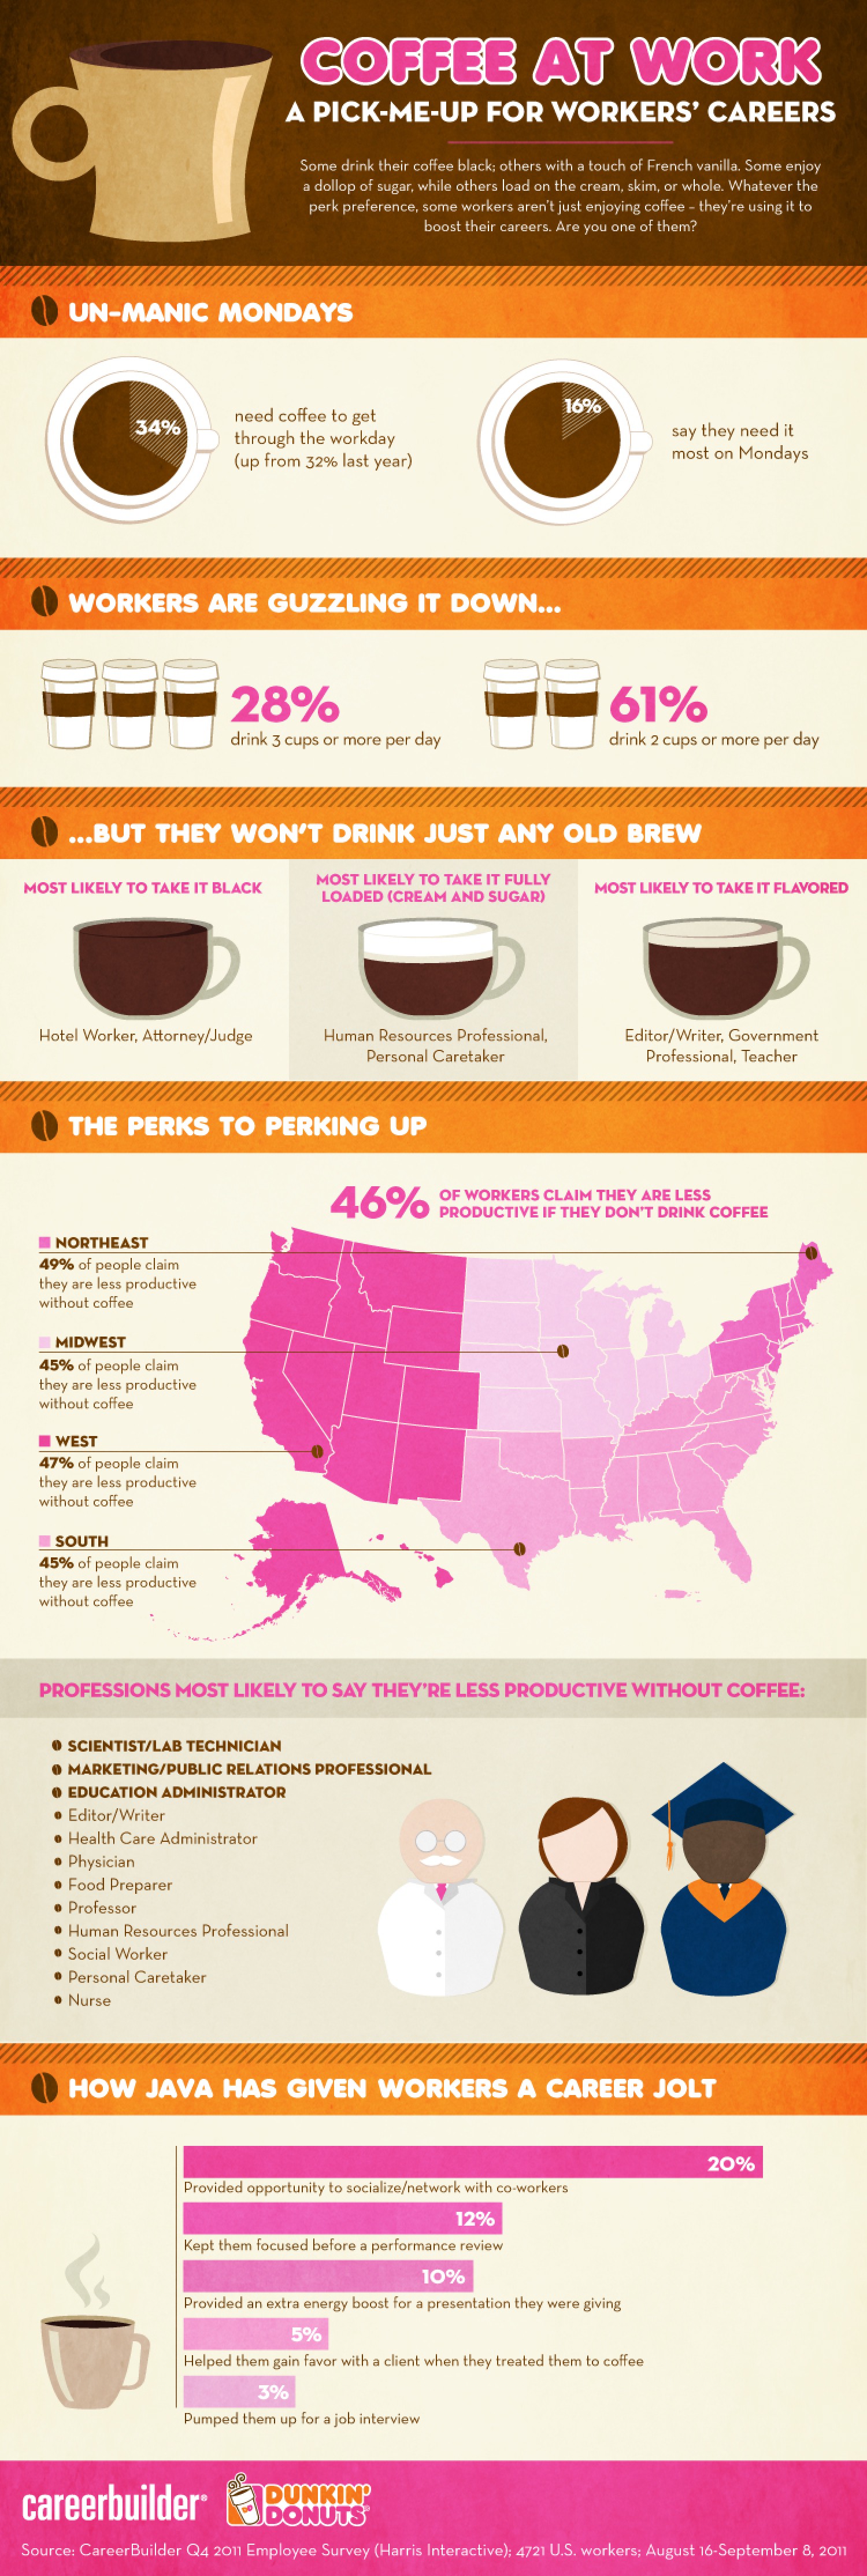 COFFEE AT WORK
A PICK-ME-UP FOR WORKERS' CAREERS
Some drink their coffee black; others with a touch of French vanilla. Some enjoy
a dollop of sugar, while others load on the cream, skim, or whole. Whatever the
perk preference, some workers aren't just enjoying coffee – they're using it to
boost their careers. Are you one of them?
UN-MANIC MONDAYS
34%
need coffee to get
through the workday
(up from 32% last year)
16%
say they need it
most on Mondays
WORKERS ARE GUZZLING IT DOWN...
28%
drink 3 cups or more per day
61%
drink 2 cups or more per day
...BUT THEY WON'T DRINK JUST ANY OLD BREW
MOST LIKELY TO TAKE IT BLACK
Hotel Worker, Attorney/Judge
MOST LIKELY TO TAKE IT FULLY
LOADED (CREAM AND SUGAR)
Human Resources Professional,
Personal Caretaker
MOST LIKELY TO TAKE IT FLAVORED
Editor/Writer, Government
Professional, Teacher
THE PERKS TO PERKING UP
46%
OF WORKERS CLAIM THEY ARE LESS
PRODUCTIVE IF THEY DON'T DRINK COFFEE
NORTHEAST
49% of people claim
they are less productive
without coffee
MIDWEST
45% of people claim
they are less productive
without coffee
WEST
47% of people claim
they are less productive
without coffee
SOUTH
45% of people claim
they are less productive
without coffee
PROFESSIONS MOST LIKELY TO SAY THEY'RE LESS PRODUCTIVE WITHOUT COFFEE:
SCIENTIST/LAB TECHNICIAN
MARKETING/PUBLIC RELATIONS PROFESSIONAL
EDUCATION ADMINISTRATOR
Editor/Writer
Health Care Administrator
Physician
Food Preparer
Professor
Human Resources Professional
Social Worker
Personal Caretaker
Nurse
HOW JAVA HAS GIVEN WORKERS A CAREER JOLT
20%
Provided opportunity to socialize/network with co-workers
12%
Kept them focused before a performance review
10%
Provided an extra energy boost for a presentation they were giving
5%
Helped them gain favor with a client when they treated them to coffee
3%
Pumped them up for a job interview
careerbuilder®
DUNKIN'
DONUTS®
Source: CareerBuilder Q4 2011 Employee Survey (Harris Interactive); 4721 U.S. workers; August 16-September 8, 2011